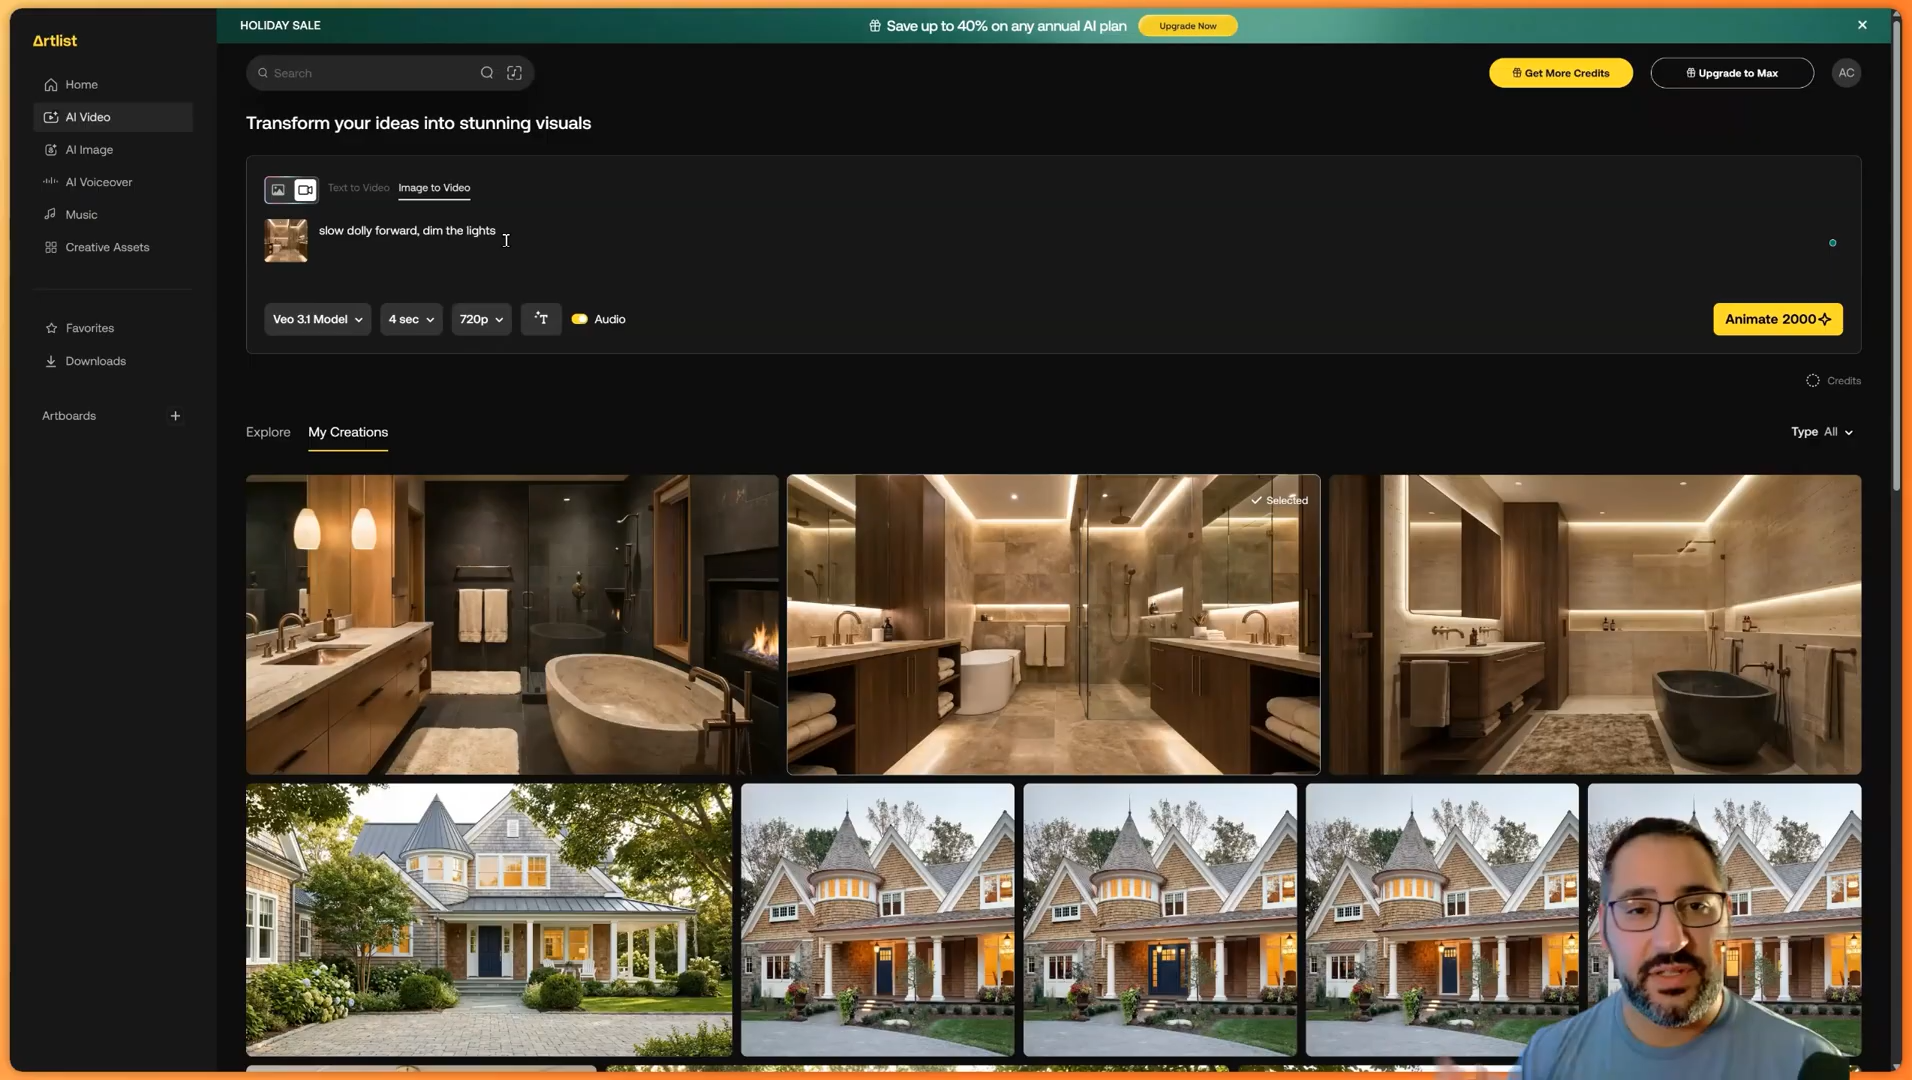 HOLIDAY SALE
Save up to 40% on any annual AI plan
Upgrade Now
Artlist
Home
AI Video
AI Image
AI Voiceover
Music
Creative Assets
Favorites
Downloads
Artboards
Search
Get More Credits
Upgrade to Max
AC
Transform your ideas into stunning visuals
Text to Video Image to Video
slow dolly forward, dim the lights
Veo 3.1 Model
4 sec
720p
T
Audio
Animate 2000
Credits
Explore
My Creations
Type All
Selected